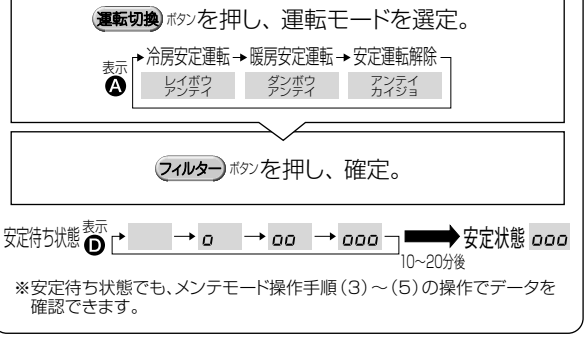 運転切換 ボタンを押し、運転モードを選定。
表示 A 冷房安定運転→暖房安定運転→安定運転解除
レイボウ アンテイ ダンボウ アンテイ アンテイ カイジョ
フィルター ボタンを押し、確定。
安定待ち状態 表示 D → o → oo → ooo 安定状態 ooo
10～20分後
※安定待ち状態でも、メンテモード操作手順(3)～(5)の操作でデータを
確認できます。